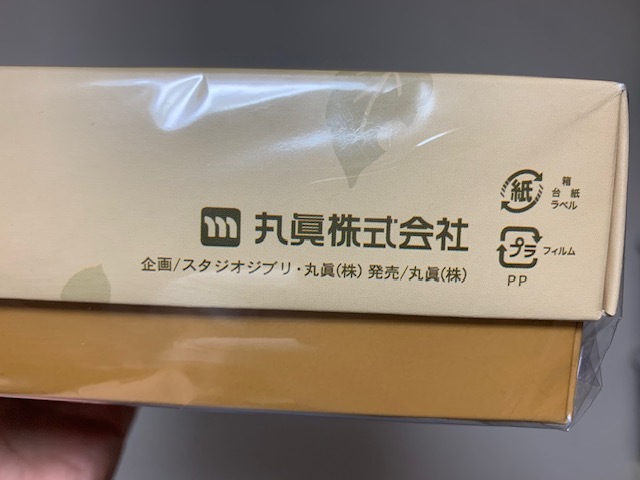 丸眞株式会社
企画/スタジオジブリ・丸眞(株) 発売/丸眞(株)
紙
箱
台紙
ラベル
プラ
フィルム
PP